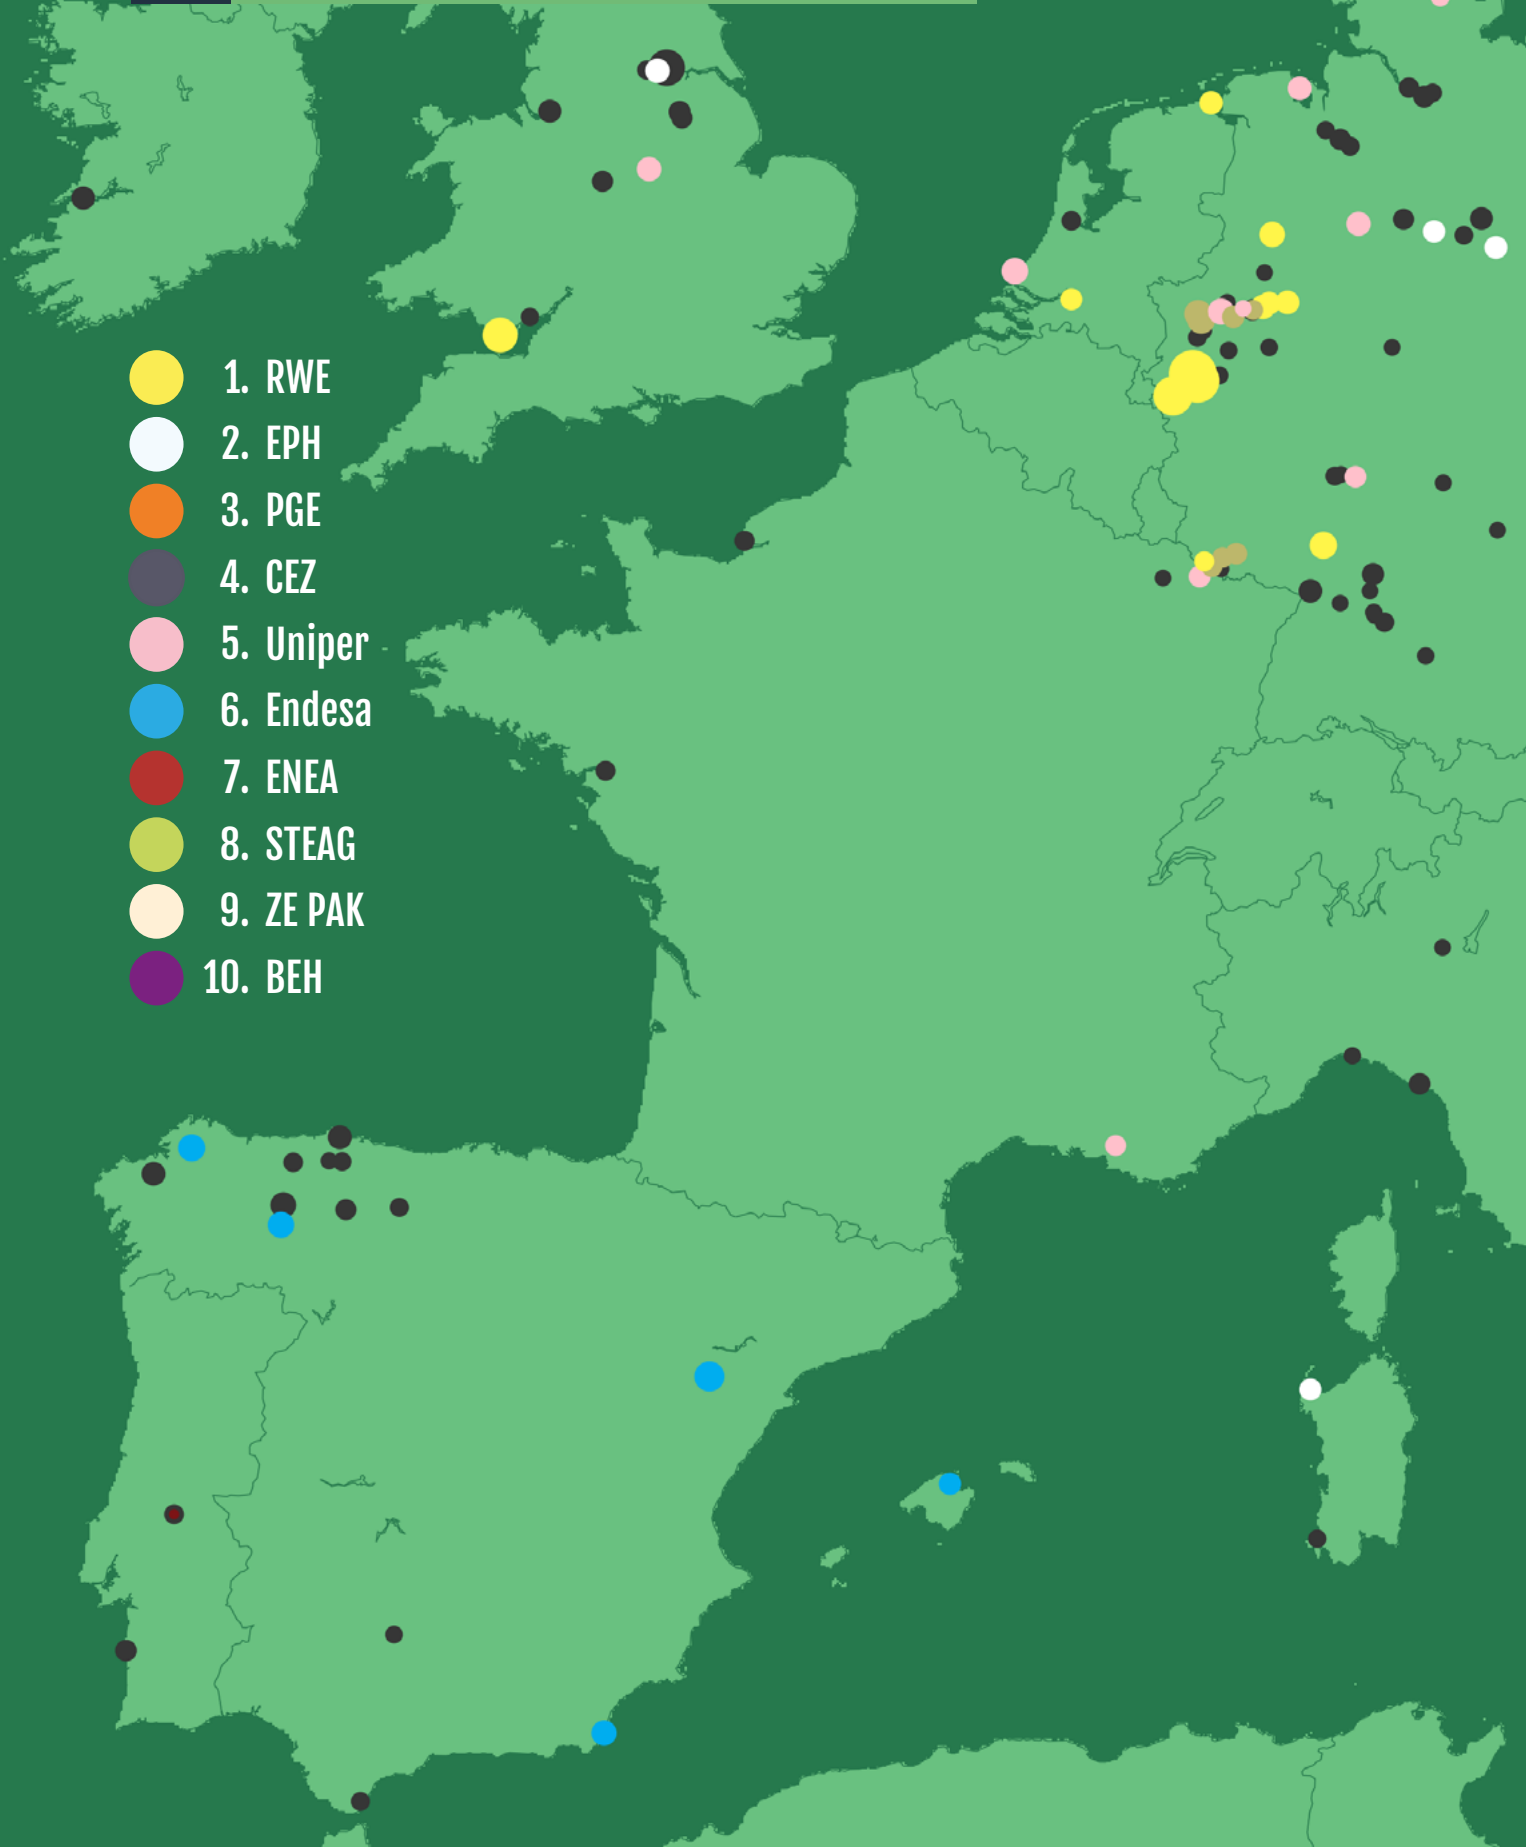 1. RWE
2. EPH
3. PGE
4. CEZ
5. Uniper
6. Endesa
7. ENEA
8. STEAG
9. ZE PAK
10. BEH